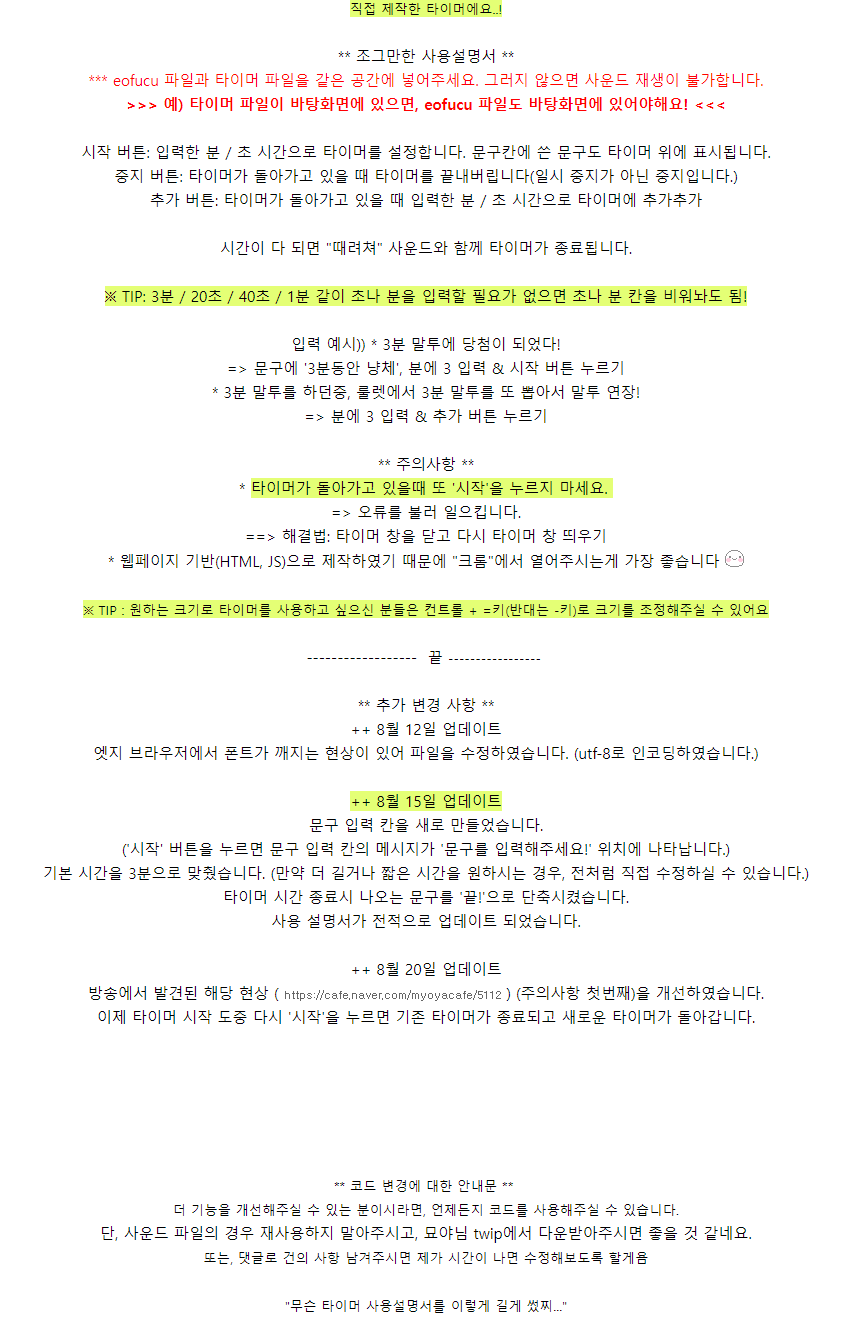 직접 제작한 타이머에요..!
** 조그만한 사용설명서 **
*** eofucu 파일과 타이머 파일을 같은 공간에 넣어주세요. 그러지 않으면 사운드 재생이 불가합니다.
>>> 예) 타이머 파일이 바탕화면에 있으면, eofucu 파일도 바탕화면에 있어야해요! <<<
시작 버튼: 입력한 분 / 초 시간으로 타이머를 설정합니다. 문구칸에 쓴 문구도 타이머 위에 표시됩니다.
중지 버튼: 타이머가 돌아가고 있을 때 타이머를 끝내버립니다(일시 중지가 아닌 중지입니다.)
추가 버튼: 타이머가 돌아가고 있을 때 입력한 분 / 초 시간으로 타이머에 추가추가
시간이 다 되면 "때려쳐" 사운드와 함께 타이머가 종료됩니다.
※ TIP: 3분 / 20초 / 40초 / 1분 같이 초나 분을 입력할 필요가 없으면 초나 분 칸을 비워놔도 됨!
입력 예시)) * 3분 말투에 당첨이 되었다!
=> 문구에 '3분동안 냥체', 분에 3 입력 & 시작 버튼 누르기
* 3분 말투를 하던중, 룰렛에서 3분 말투를 또 뽑아서 말투 연장!
=> 분에 3 입력 & 추가 버튼 누르기
** 주의사항 **
* 타이머가 돌아가고 있을때 또 '시작'을 누르지 마세요.
=> 오류를 불러 일으킵니다.
==> 해결법: 타이머 창을 닫고 다시 타이머 창 띄우기
* 웹페이지 기반(HTML, JS)으로 제작하였기 때문에 "크롬"에서 열어주시는게 가장 좋습니다
※ TIP : 원하는 크기로 타이머를 사용하고 싶으신 분들은 컨트롤 + =키(반대는 -키)로 크기를 조정해주실 수 있어요
------------------ 끝 -----------------
** 추가 변경 사항 **
++ 8월 12일 업데이트
엣지 브라우저에서 폰트가 깨지는 현상이 있어 파일을 수정하였습니다. (utf-8로 인코딩하였습니다.)
++ 8월 15일 업데이트
문구 입력 칸을 새로 만들었습니다.
('시작' 버튼을 누르면 문구 입력 칸의 메시지가 '문구를 입력해주세요!' 위치에 나타납니다.)
기본 시간을 3분으로 맞췄습니다. (만약 더 길거나 짧은 시간을 원하시는 경우, 전처럼 직접 수정하실 수 있습니다.)
타이머 시간 종료시 나오는 문구를 '끝!'으로 단축시켰습니다.
사용 설명서가 전적으로 업데이트 되었습니다.
++ 8월 20일 업데이트
방송에서 발견된 해당 현상 ( https://cafe.naver.com/myoyacafe/5112 ) (주의사항 첫번째)을 개선하였습니다.
이제 타이머 시작 도중 다시 '시작'을 누르면 기존 타이머가 종료되고 새로운 타이머가 돌아갑니다.
** 코드 변경에 대한 안내문 **
더 기능을 개선해주실 수 있는 분이시라면, 언제든지 코드를 사용해주실 수 있습니다.
단, 사운드 파일의 경우 재사용하지 말아주시고, 묘야님 twip에서 다운받아주시면 좋을 것 같네요.
또는, 댓글로 건의 사항 남겨주시면 제가 시간이 나면 수정해보도록 할게음
"무슨 타이머 사용설명서를 이렇게 길게 썼찌..."